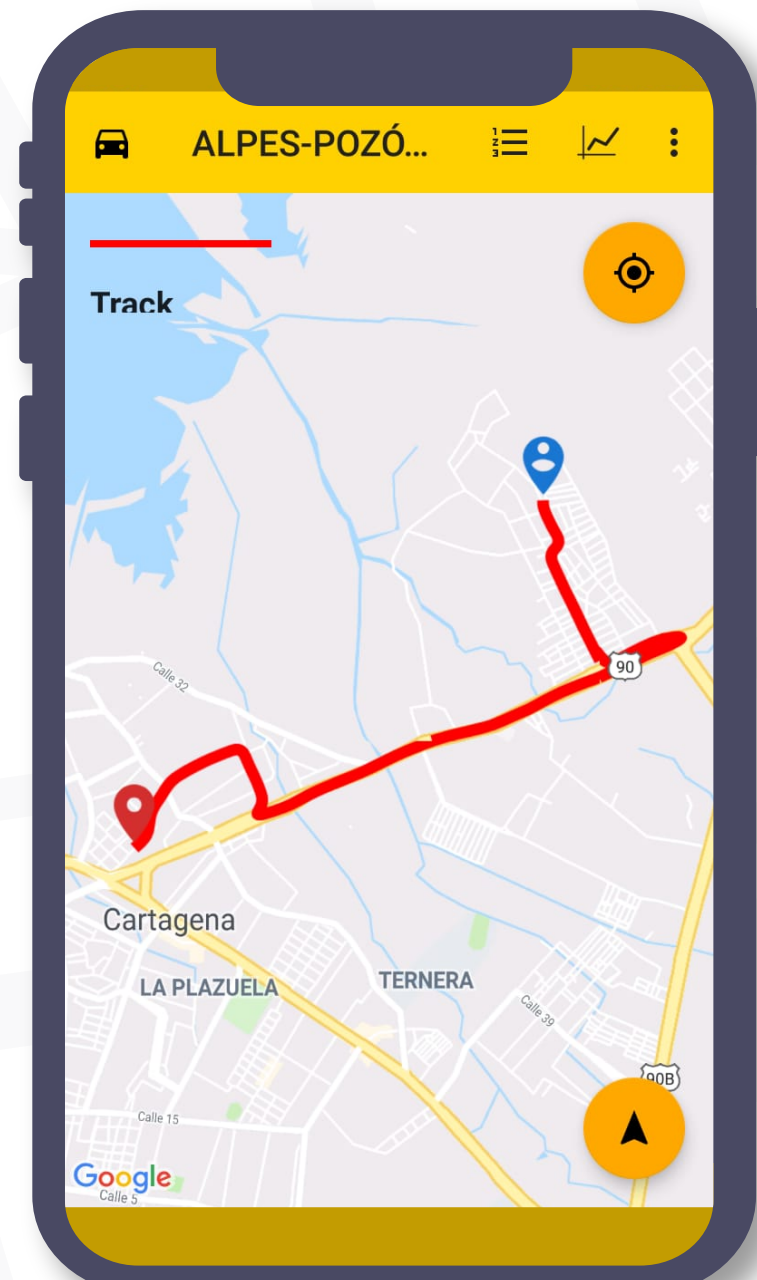 ALPES-POZÓ...
Track
90
Calle 32
Cartagena
LA PLAZUELA
TERNERA
Calle 39
90B
Calle 15
Google
Calle 5